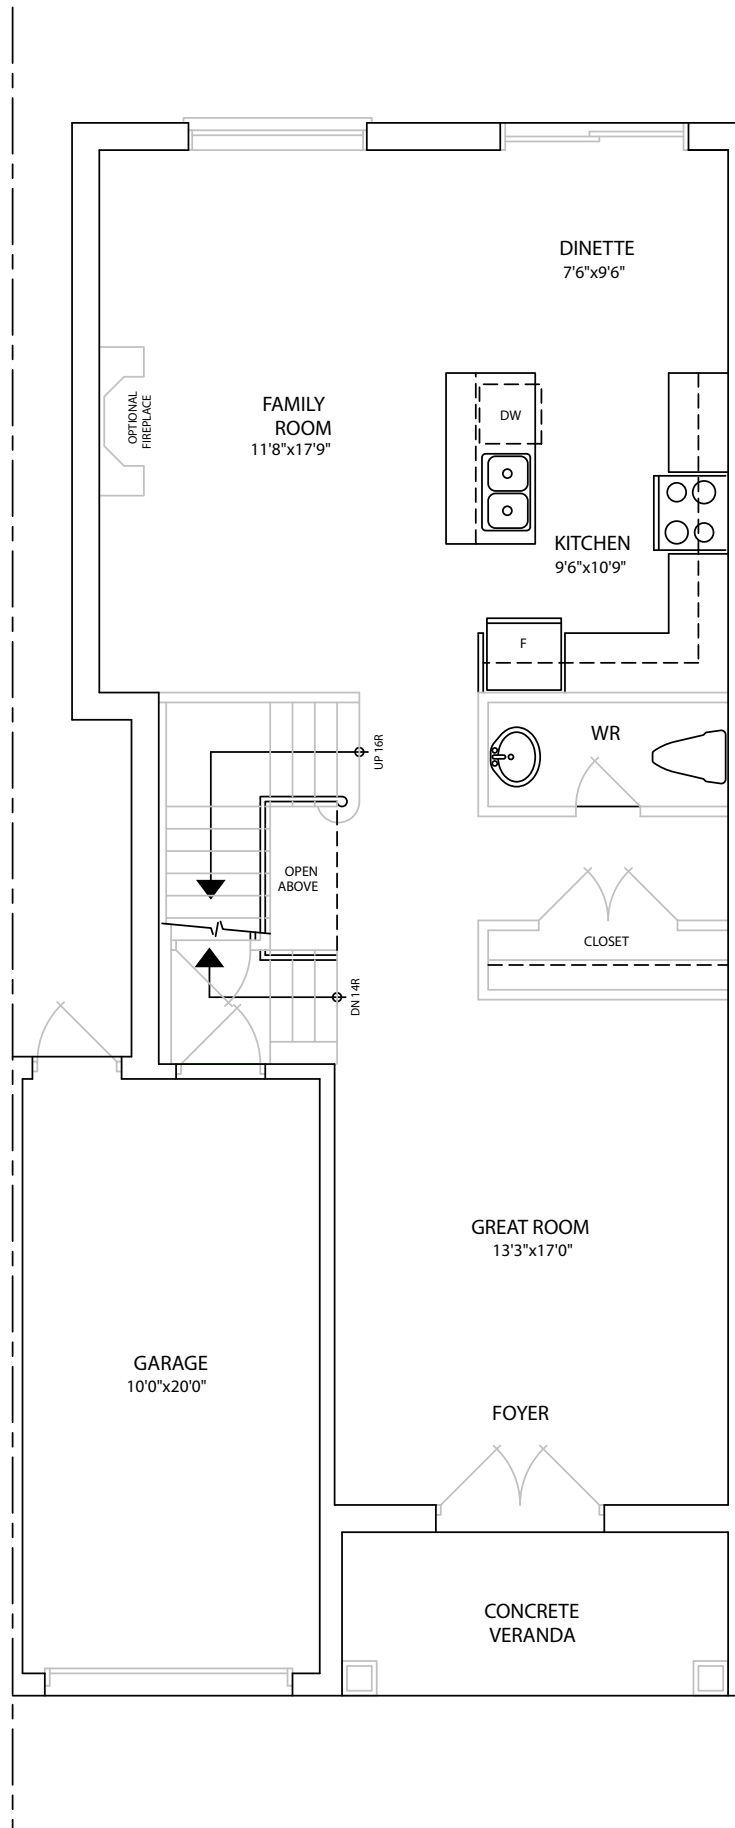 DINETTE
7'6"x9'6"
OPTIONAL
FIREPLACE
FAMILY
ROOM
11'8"x17'9"
DW
KITCHEN
9'6"x10'9"
F
WR
UP 16R
OPEN
ABOVE
CLOSET
DN 14R
GREAT ROOM
13'3"x17'0"
GARAGE
10'0"x20'0"
FOYER
CONCRETE
VERANDA